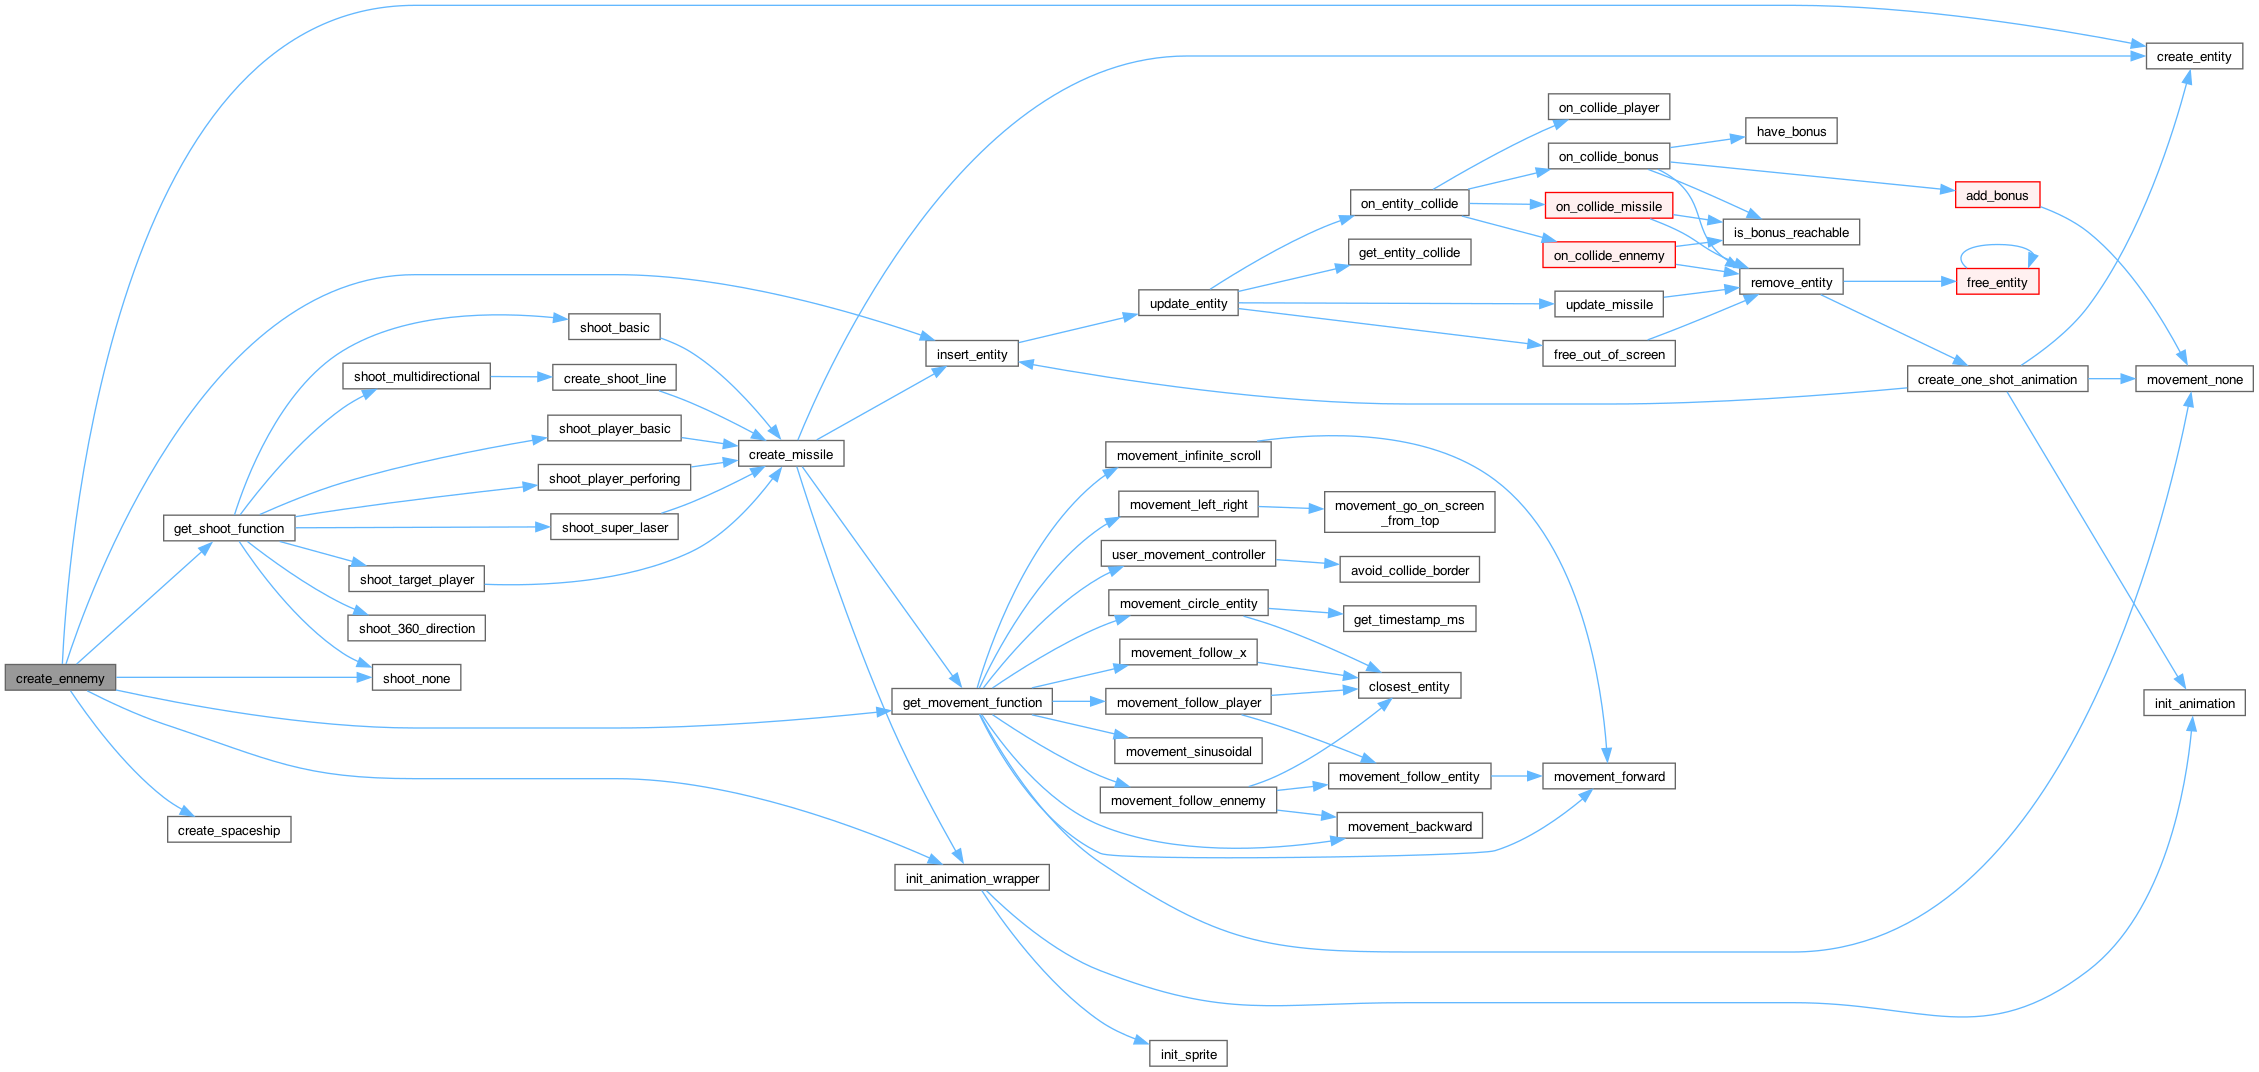 create_entity
on_collide_player
have_bonus
on_collide_bonus
add_bonus
on_entity_collide
on_collide_missile
is_bonus_reachable
get_entity_collide
on_collide_ennemy
remove_entity
free_entity
update_entity
update_missile
shoot_basic
insert_entity
free_out_of_screen
shoot_multidirectional
create_shoot_line
create_one_shot_animation
movement_none
shoot_player_basic
create_missile
movement_infinite_scroll
shoot_player_perforing
movement_left_right
movement_go_on_screen
_from_top
get_shoot_function
shoot_super_laser
user_movement_controller
avoid_collide_border
shoot_target_player
movement_circle_entity
get_timestamp_ms
shoot_360_direction
movement_follow_x
create_ennemy
shoot_none
closest_entity
get_movement_function
movement_follow_player
init_animation
movement_sinusoidal
movement_follow_entity
movement_forward
movement_follow_ennemy
create_spaceship
movement_backward
init_animation_wrapper
init_sprite